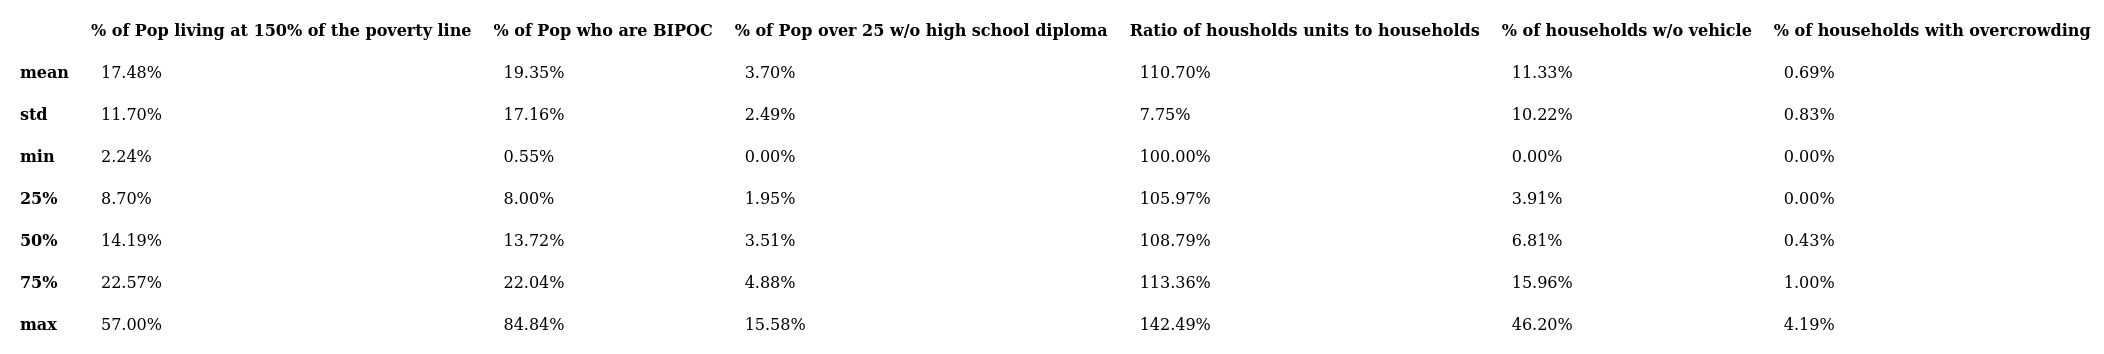 % of Pop living at 150% of the poverty line % of Pop who are BIPOC % of Pop over 25 w/o high school diploma Ratio of housholds units to households % of households w/o vehicle % of households with overcrowding
mean 17.48% 19.35% 3.70% 110.70% 11.33% 0.69%
std 11.70% 17.16% 2.49% 7.75% 10.22% 0.83%
min 2.24% 0.55% 0.00% 100.00% 0.00% 0.00%
25% 8.70% 8.00% 1.95% 105.97% 3.91% 0.00%
50% 14.19% 13.72% 3.51% 108.79% 6.81% 0.43%
75% 22.57% 22.04% 4.88% 113.36% 15.96% 1.00%
max 57.00% 84.84% 15.58% 142.49% 46.20% 4.19%